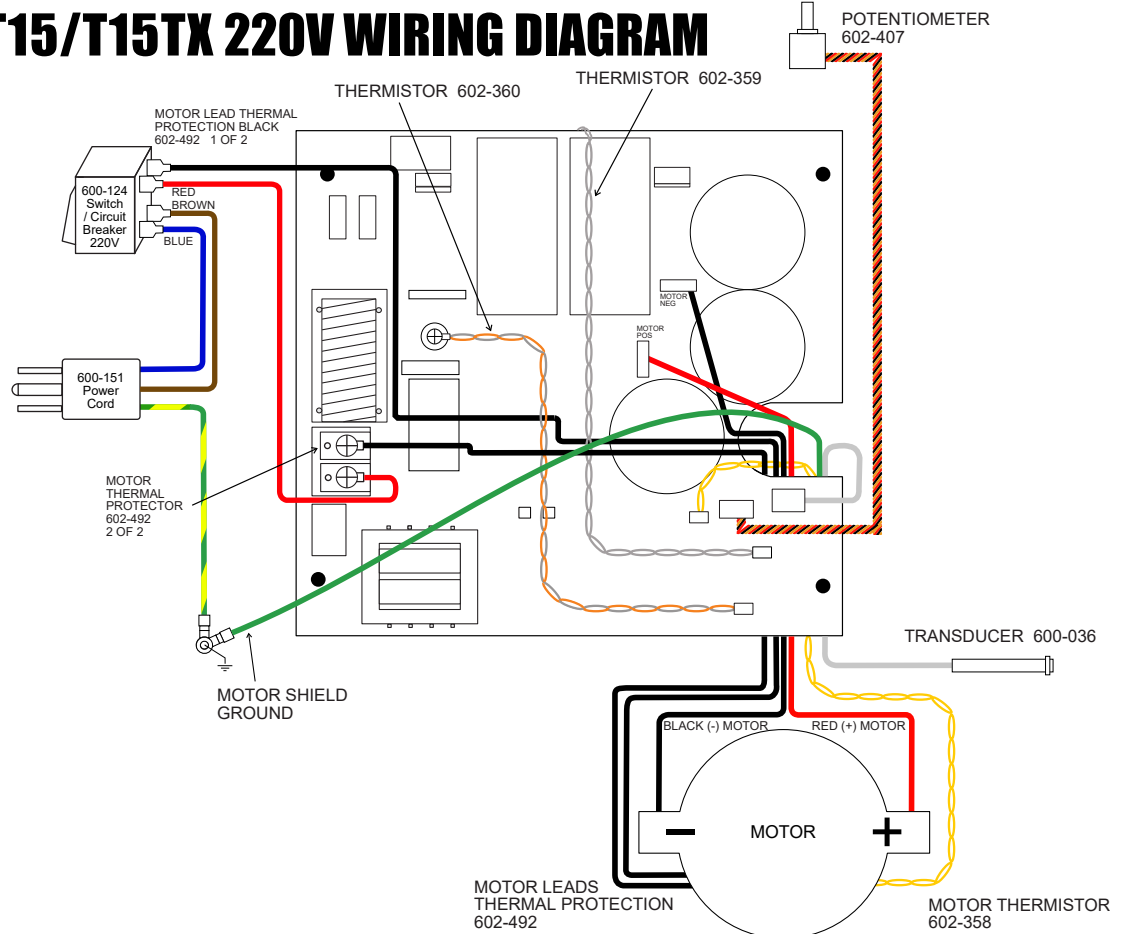 T15/T15TX 220V WIRING DIAGRAM
POTENTIOMETER
602-407
THERMISTOR 602-359
THERMISTOR 602-360
MOTOR LEAD THERMAL
PROTECTION BLACK
602-492 1 OF 2
600-124
Switch
/ Circuit
Breaker
220V
RED
BROWN
BLUE
MOTOR
NEG
MOTOR
POS
600-151
Power
Cord
MOTOR
THERMAL
PROTECTOR
602-492
2 OF 2
MOTOR SHIELD
GROUND
TRANSDUCER 600-036
BLACK (-) MOTOR
RED (+) MOTOR
MOTOR
MOTOR LEADS
THERMAL PROTECTION
602-492
MOTOR THERMISTOR
602-358